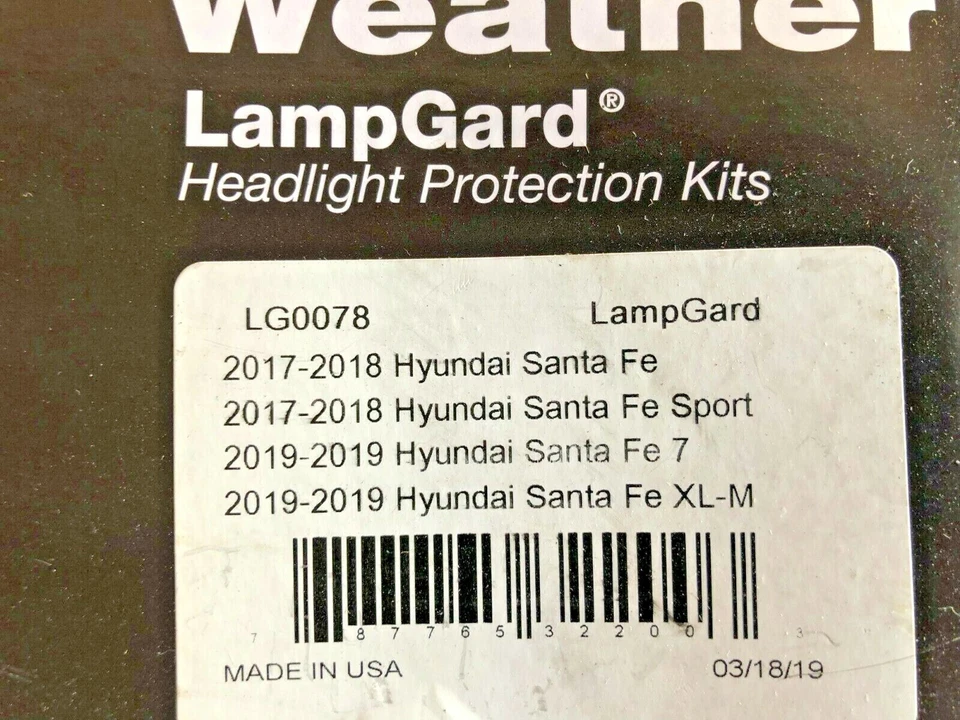 Weather
LampGard®
Headlight Protection Kits
LG0078 LampGard
2017-2018 Hyundai Santa Fe
2017-2018 Hyundai Santa Fe Sport
2019-2019 Hyundai Santa Fe 7
2019-2019 Hyundai Santa Fe XL-M
7 87765 32200 3
MADE IN USA 03/18/19